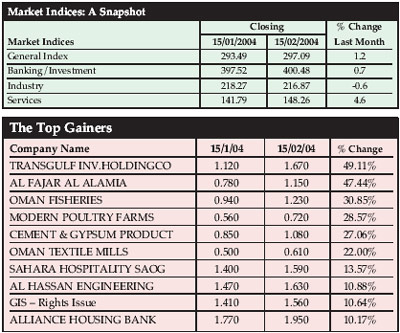 Market Indices: A Snapshot
Closing % Change
Market Indices 15/01/2004 15/02/2004 Last Month
General Index 293.49 297.09 1.2
Banking/Investment 397.52 400.48 0.7
Industry 218.27 216.87 -0.6
Services 141.79 148.26 4.6
The Top Gainers
Company Name 15/1/04 15/02/04 % Change
TRANSGULF INV.HOLDINGCO 1.120 1.670 49.11%
AL FAJAR AL ALAMIA 0.780 1.150 47.44%
OMAN FISHERIES 0.940 1.230 30.85%
MODERN POULTRY FARMS 0.560 0.720 28.57%
CEMENT & GYPSUM PRODUCT 0.850 1.080 27.06%
OMAN TEXTILE MILLS 0.500 0.610 22.00%
SAHARA HOSPITALITY SAOG 1.400 1.590 13.57%
AL HASSAN ENGINEERING 1.470 1.630 10.88%
GIS – Rights Issue 1.410 1.560 10.64%
ALLIANCE HOUSING BANK 1.770 1.950 10.17%